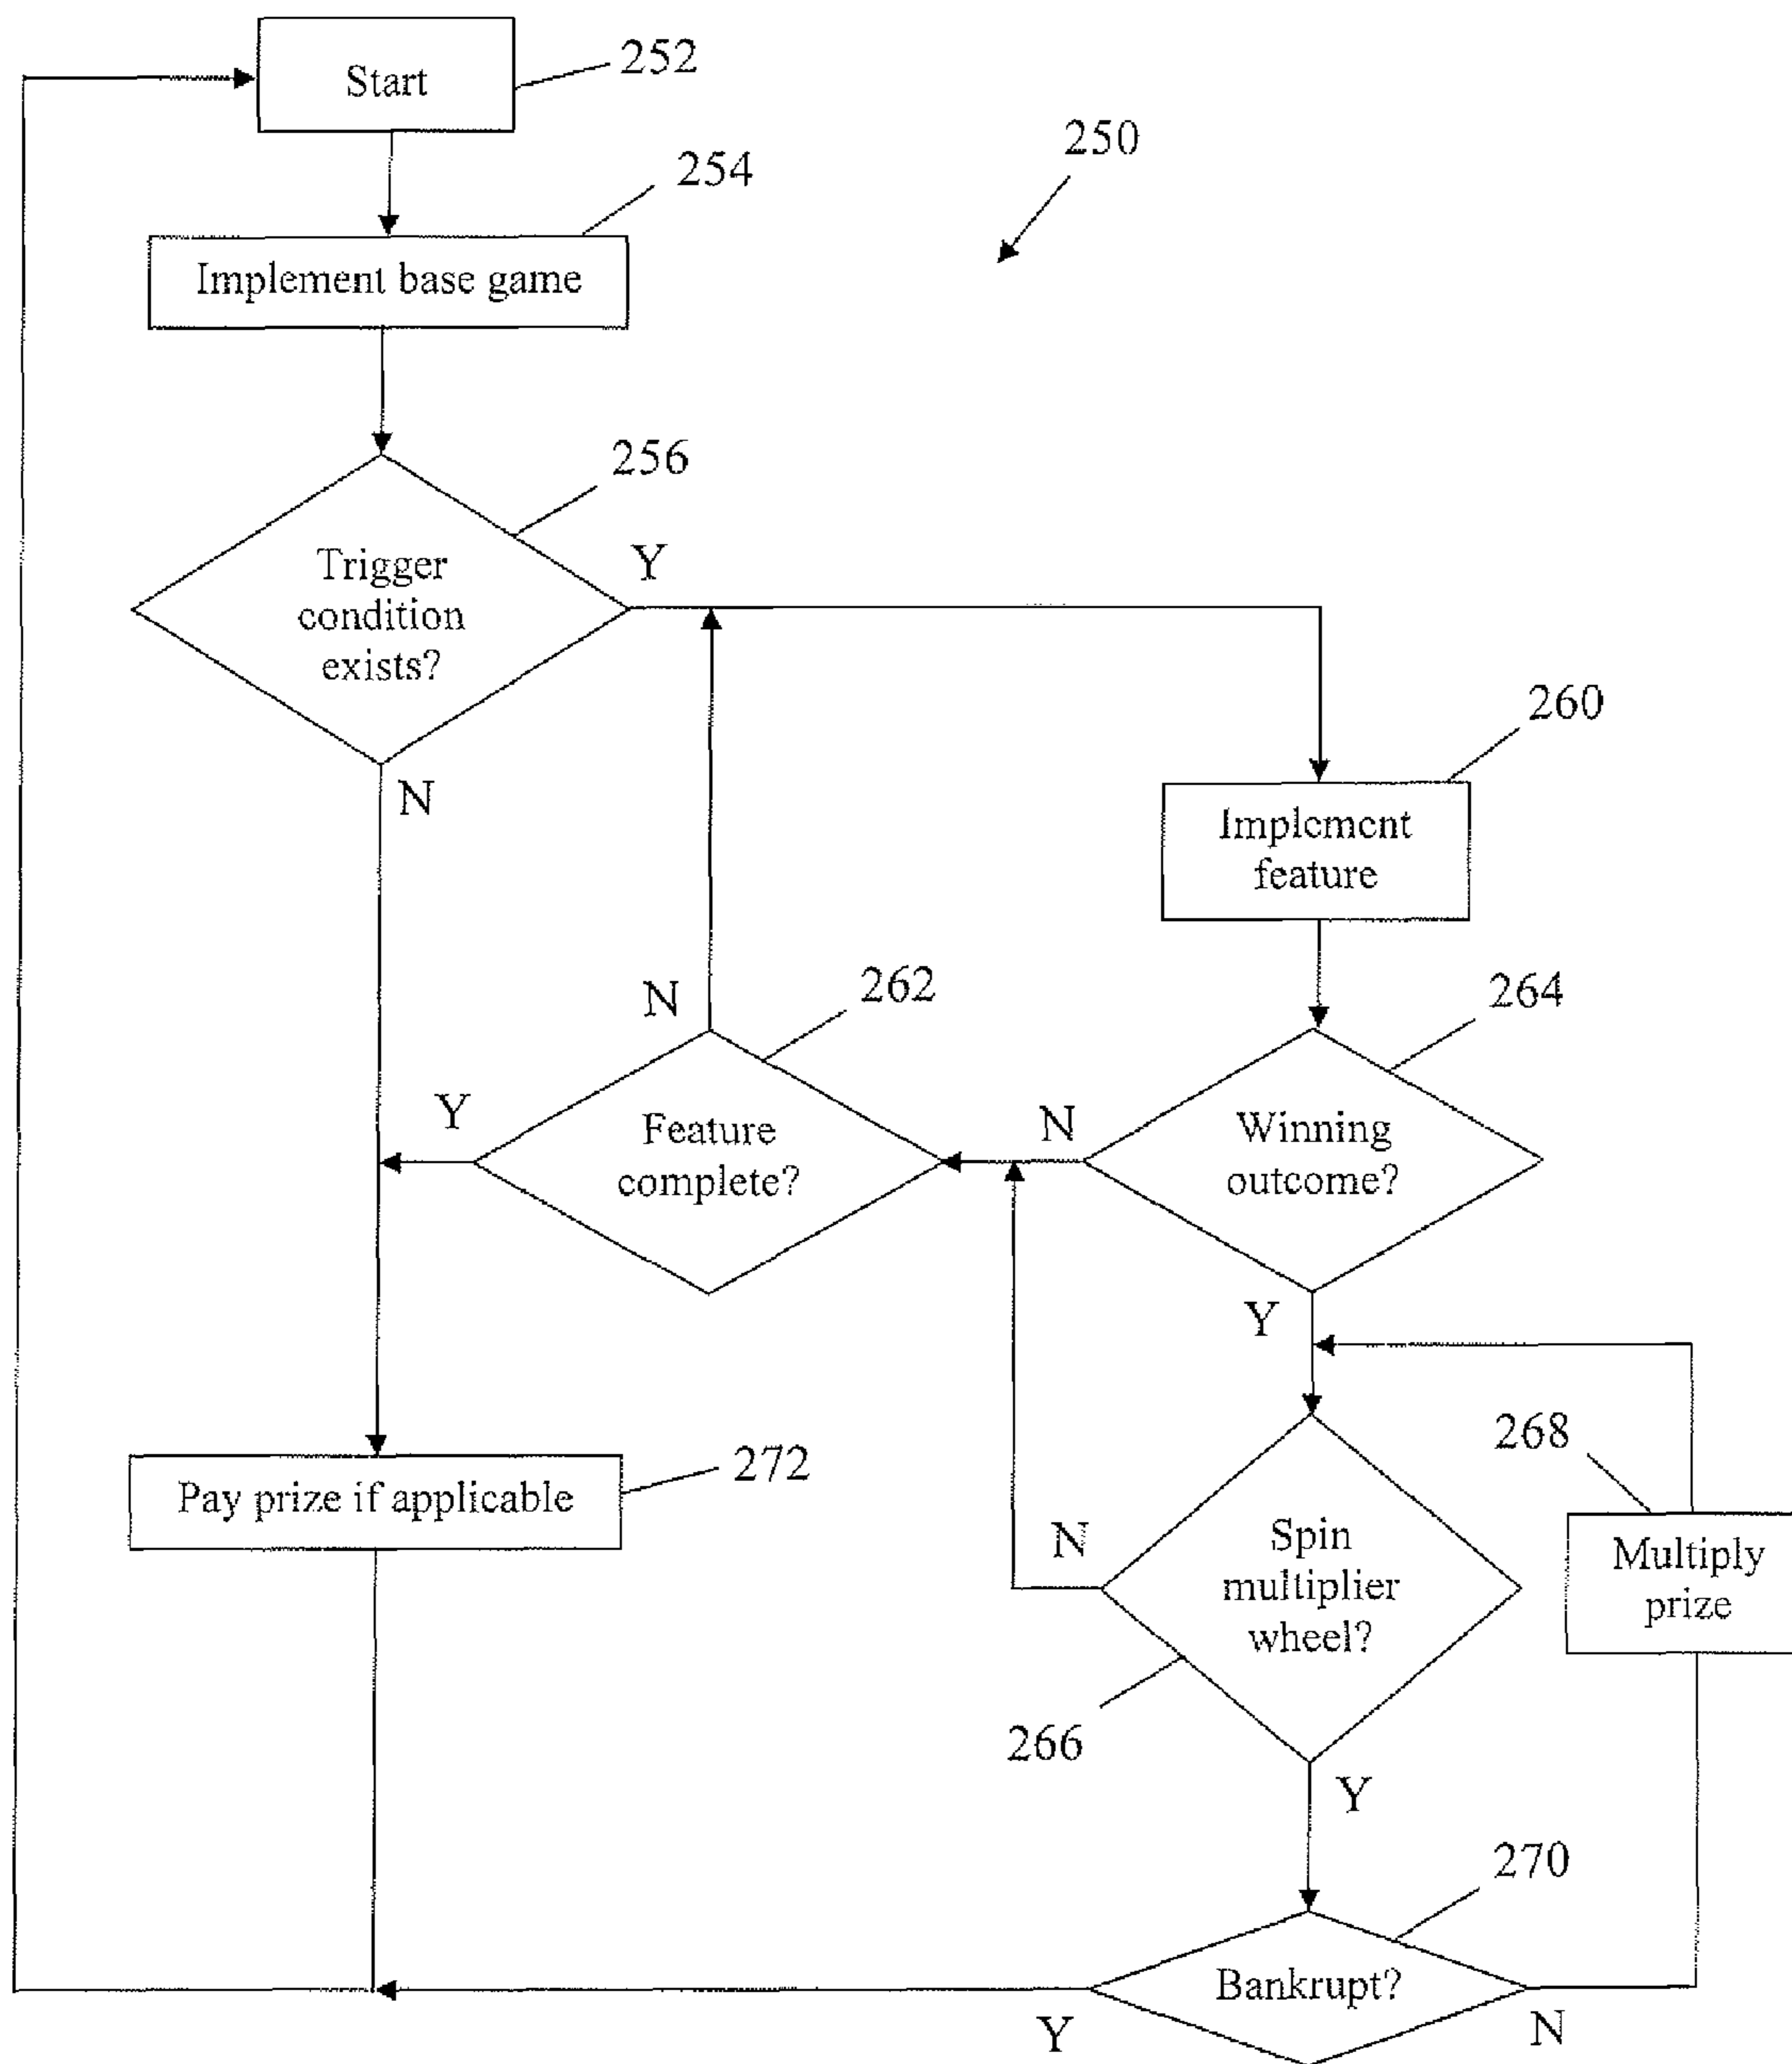 Start
252
250
254
Implement base game
256
Trigger
condition
exists?
Y
N
260
Implement
feature
262
264
N
Y
Feature
complete?
N
Winning
outcome?
Y
272
Pay prize if applicable
268
Multiply
prize
N
Spin
multiplier
wheel?
266
Y
270
Bankrupt?
Y
N